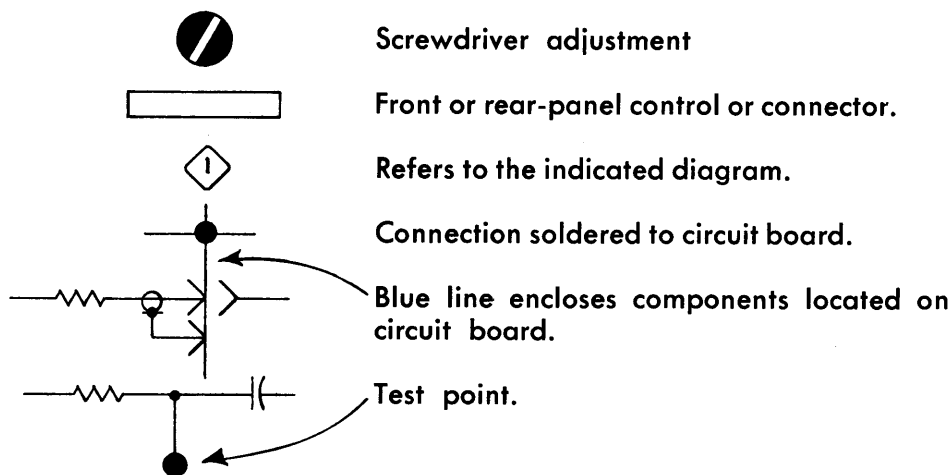 Screwdriver adjustment
Front or rear-panel control or connector.
1
Refers to the indicated diagram.
Connection soldered to circuit board.
Blue line encloses components located on
circuit board.
Test point.